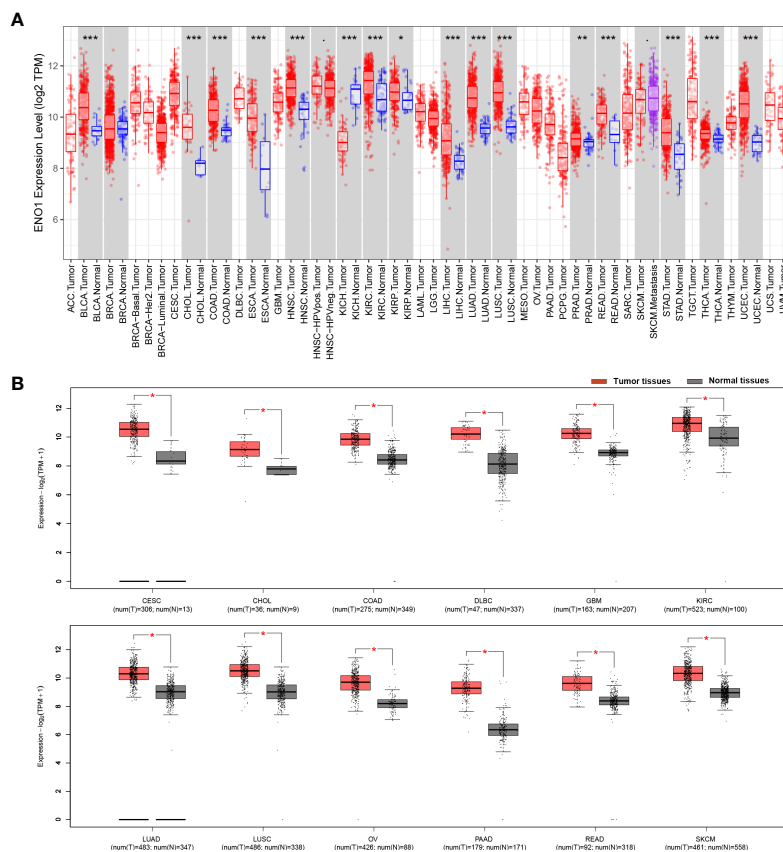 A
*** *** *** *** *** . *** *** * *** *** *** ** *** . *** *** ***
ENO1 Expression Level (log2 TPM)
12
10
8
6
ACC.Tumor
BLCA.Tumor
BLCA.Normal
BRCA.Tumor
BRCA.Normal
BRCA-Basal.Tumor
BRCA-Her2.Tumor
BRCA-Luminal.Tumor
CESC.Tumor
CHOL.Tumor
CHOL.Normal
COAD.Tumor
COAD.Normal
DLBC.Tumor
ESCA.Tumor
ESCA.Normal
GBM.Tumor
HNSC.Tumor
HNSC.Normal
HNSC-HPVpos.Tumor
HNSC-HPVneg.Tumor
KICH.Tumor
KICH.Normal
KIRC.Tumor
KIRC.Normal
KIRP.Tumor
KIRP.Normal
LAML.Tumor
LGG.Tumor
LIHC.Tumor
LIHC.Normal
LUAD.Tumor
LUAD.Normal
LUSC.Tumor
LUSC.Normal
MESO.Tumor
OV.Tumor
PAAD.Tumor
PCPG.Tumor
PRAD.Tumor
PRAD.Normal
READ.Tumor
READ.Normal
SARC.Tumor
SKCM.Tumor
SKCM.Metastasis
STAD.Tumor
STAD.Normal
TGCT.Tumor
THCA.Tumor
THCA.Normal
THYM.Tumor
UCEC.Tumor
UCEC.Normal
UCS.Tumor
UVM.Tumor
B
Tumor tissues Normal tissues
* * * * * *
Expression – log₂(TPM+1)
12
10
8
6
4
2
0
CESC CHOL COAD DLBC GBM KIRC
(num(T)=306; num(N)=13) (num(T)=36; num(N)=9) (num(T)=275; num(N)=349) (num(T)=47; num(N)=337) (num(T)=163; num(N)=207) (num(T)=523; num(N)=100)
* * * * * *
Expression – log₂(TPM+1)
12
10
8
6
4
2
0
LUAD LUSC OV PAAD READ SKCM
(num(T)=483; num(N)=347) (num(T)=486; num(N)=338) (num(T)=426; num(N)=88) (num(T)=179; num(N)=171) (num(T)=92; num(N)=318) (num(T)=461; num(N)=558)